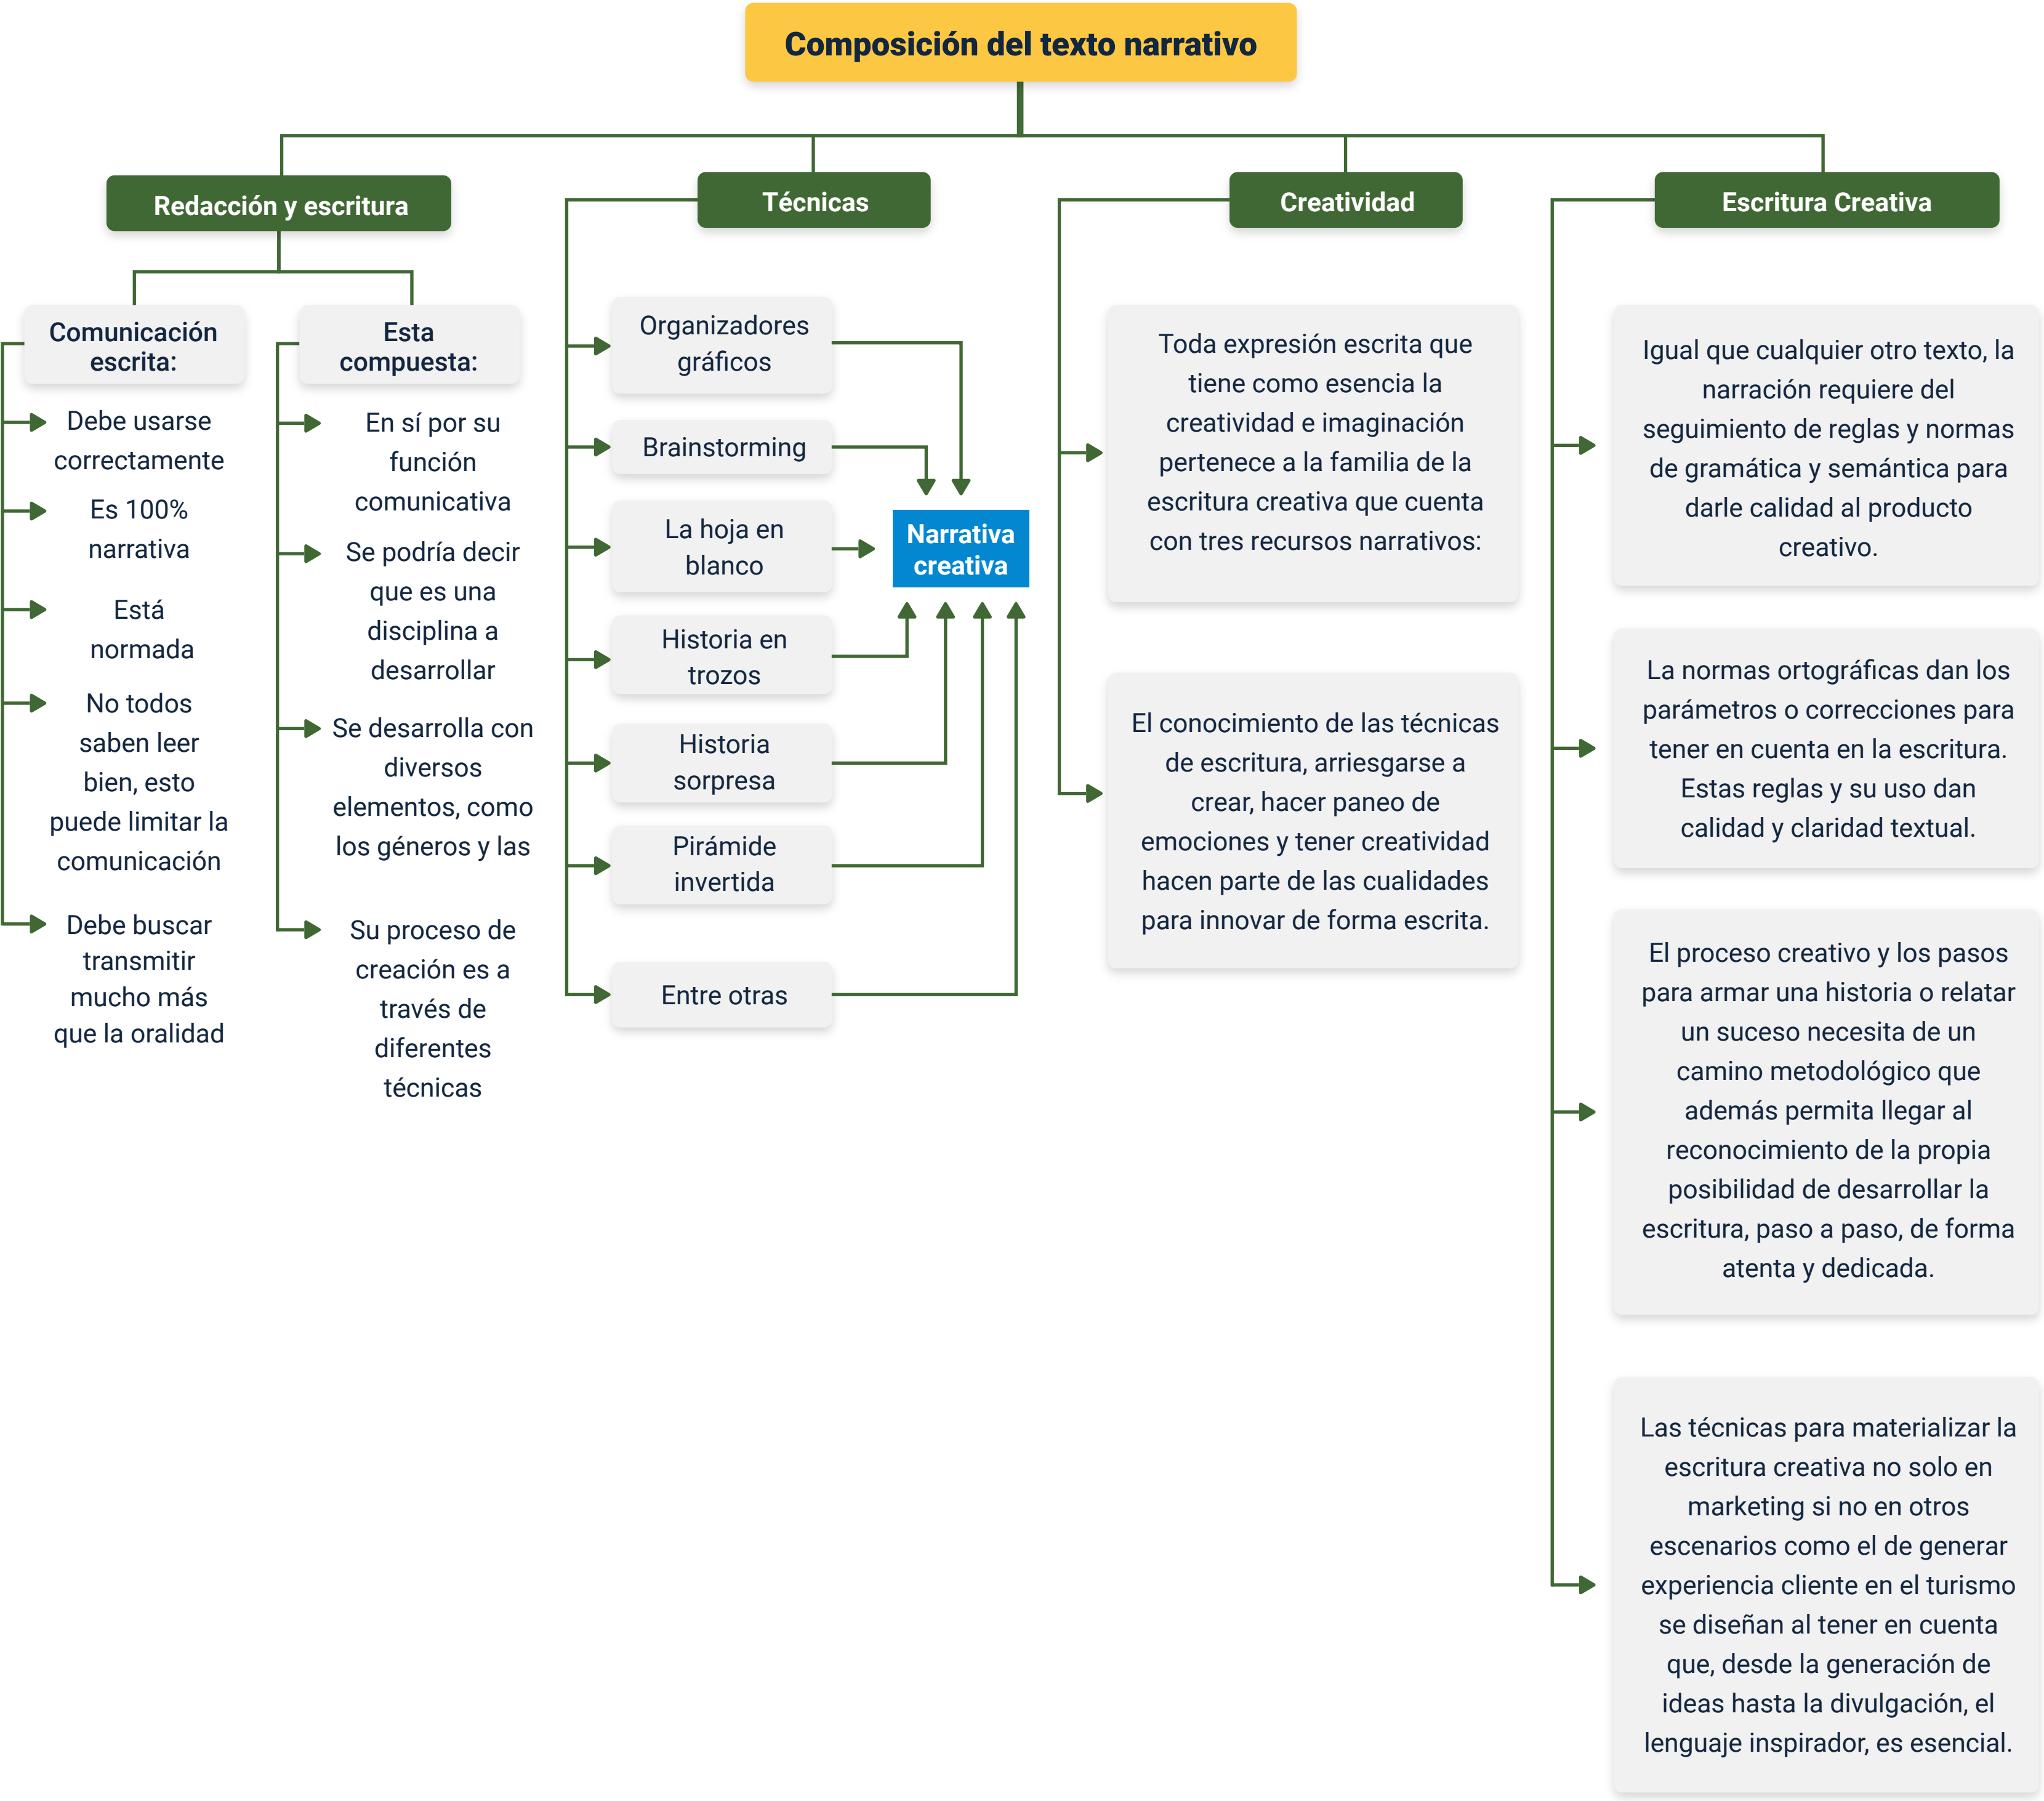 Composición del texto narrativo
Redacción y escritura
Comunicación
escrita:
Debe usarse
correctamente
Es 100%
narrativa
Está
normada
No todos
saben leer
bien, esto
puede limitar la
comunicación
Debe buscar
transmitir
mucho más
que la oralidad
Esta
compuesta:
En sí por su
función
comunicativa
Se podría decir
que es una
disciplina a
desarrollar
Se desarrolla con
diversos
elementos, como
los géneros y las
Su proceso de
creación es a
través de
diferentes
técnicas
Técnicas
Organizadores
gráficos
Brainstorming
La hoja en
blanco
Historia en
trozos
Historia
sorpresa
Pirámide
invertida
Entre otras
Narrativa
creativa
Creatividad
Toda expresión escrita que
tiene como esencia la
creatividad e imaginación
pertenece a la familia de la
escritura creativa que cuenta
con tres recursos narrativos:
El conocimiento de las técnicas
de escritura, arriesgarse a
crear, hacer paneo de
emociones y tener creatividad
hacen parte de las cualidades
para innovar de forma escrita.
Escritura Creativa
Igual que cualquier otro texto, la
narración requiere del
seguimiento de reglas y normas
de gramática y semántica para
darle calidad al producto
creativo.
La normas ortográficas dan los
parámetros o correcciones para
tener en cuenta en la escritura.
Estas reglas y su uso dan
calidad y claridad textual.
El proceso creativo y los pasos
para armar una historia o relatar
un suceso necesita de un
camino metodológico que
además permita llegar al
reconocimiento de la propia
posibilidad de desarrollar la
escritura, paso a paso, de forma
atenta y dedicada.
Las técnicas para materializar la
escritura creativa no solo en
marketing si no en otros
escenarios como el de generar
experiencia cliente en el turismo
se diseñan al tener en cuenta
que, desde la generación de
ideas hasta la divulgación, el
lenguaje inspirador, es esencial.